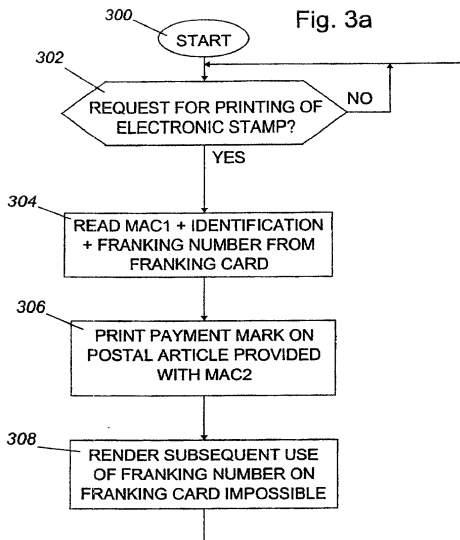 Fig. 3a
300
START
302
REQUEST FOR PRINTING OF
ELECTRONIC STAMP?
NO
YES
304
READ MAC1 + IDENTIFICATION
+ FRANKING NUMBER FROM
FRANKING CARD
306
PRINT PAYMENT MARK ON
POSTAL ARTICLE PROVIDED
WITH MAC2
308
RENDER SUBSEQUENT USE
OF FRANKING NUMBER ON
FRANKING CARD IMPOSSIBLE